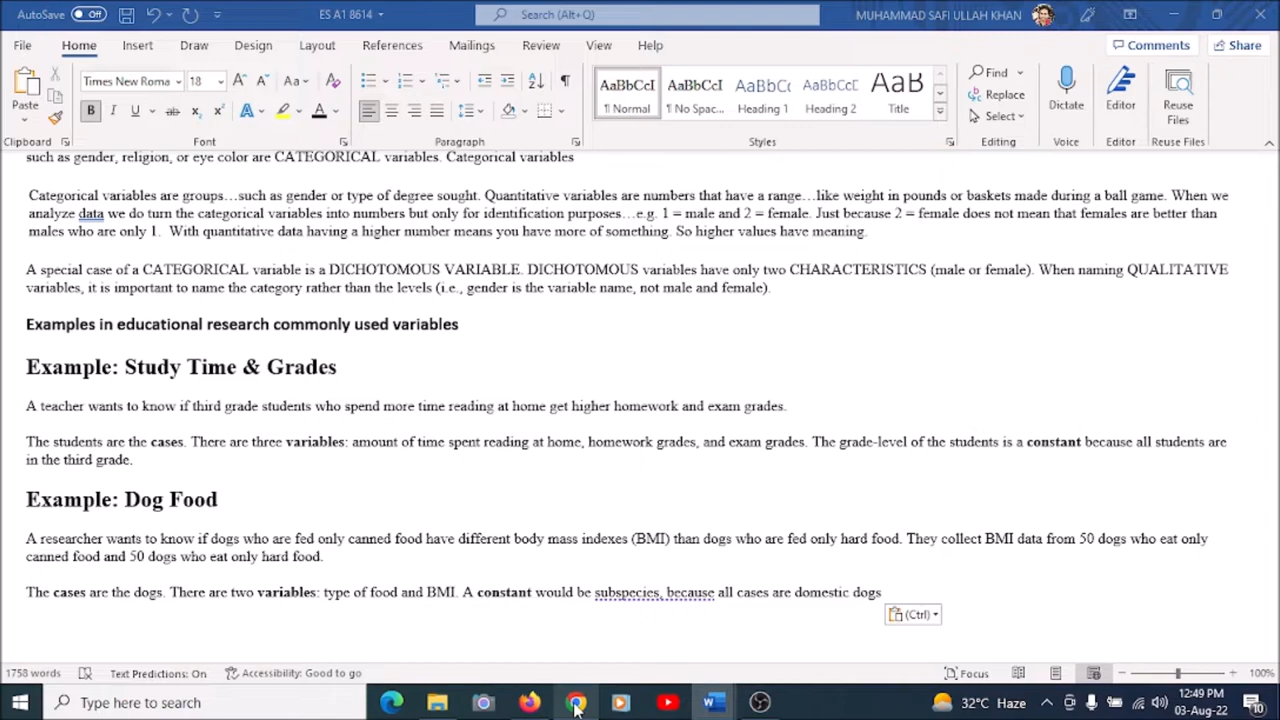 AutoSave Off
ES A1 8614
Search (Alt+Q)
MUHAMMAD SAFI ULLAH KHAN
File Home Insert Draw Design Layout References Mailings Review View Help
Comments Share
Paste
Times New Roma 18
AaBbCcI ¶ Normal
AaBbCcI ¶ No Spac...
AaBbCc Heading 1
AaBbCcD Heading 2
AaB Title
Find
Replace
Select
Dictate
Editor
Reuse Files
Clipboard Font Paragraph Styles Editing Voice Editor Reuse Files
such as gender, religion, or eye color are CATEGORICAL variables. Categorical variables
Categorical variables are groups…such as gender or type of degree sought. Quantitative variables are numbers that have a range…like weight in pounds or baskets made during a ball game. When we
analyze data we do turn the categorical variables into numbers but only for identification purposes…e.g. 1 = male and 2 = female. Just because 2 = female does not mean that females are better than
males who are only 1. With quantitative data having a higher number means you have more of something. So higher values have meaning.
A special case of a CATEGORICAL variable is a DICHOTOMOUS VARIABLE. DICHOTOMOUS variables have only two CHARACTERISTICS (male or female). When naming QUALITATIVE
variables, it is important to name the category rather than the levels (i.e., gender is the variable name, not male and female).
Examples in educational research commonly used variables
Example: Study Time & Grades
A teacher wants to know if third grade students who spend more time reading at home get higher homework and exam grades.
The students are the cases. There are three variables: amount of time spent reading at home, homework grades, and exam grades. The grade-level of the students is a constant because all students are
in the third grade.
Example: Dog Food
A researcher wants to know if dogs who are fed only canned food have different body mass indexes (BMI) than dogs who are fed only hard food. They collect BMI data from 50 dogs who eat only
canned food and 50 dogs who eat only hard food.
The cases are the dogs. There are two variables: type of food and BMI. A constant would be subspecies, because all cases are domestic dogs
(Ctrl)
1758 words Text Predictions: On Accessibility: Good to go Focus 100%
Type here to search
32°C Haze
12:49 PM
03-Aug-22
10